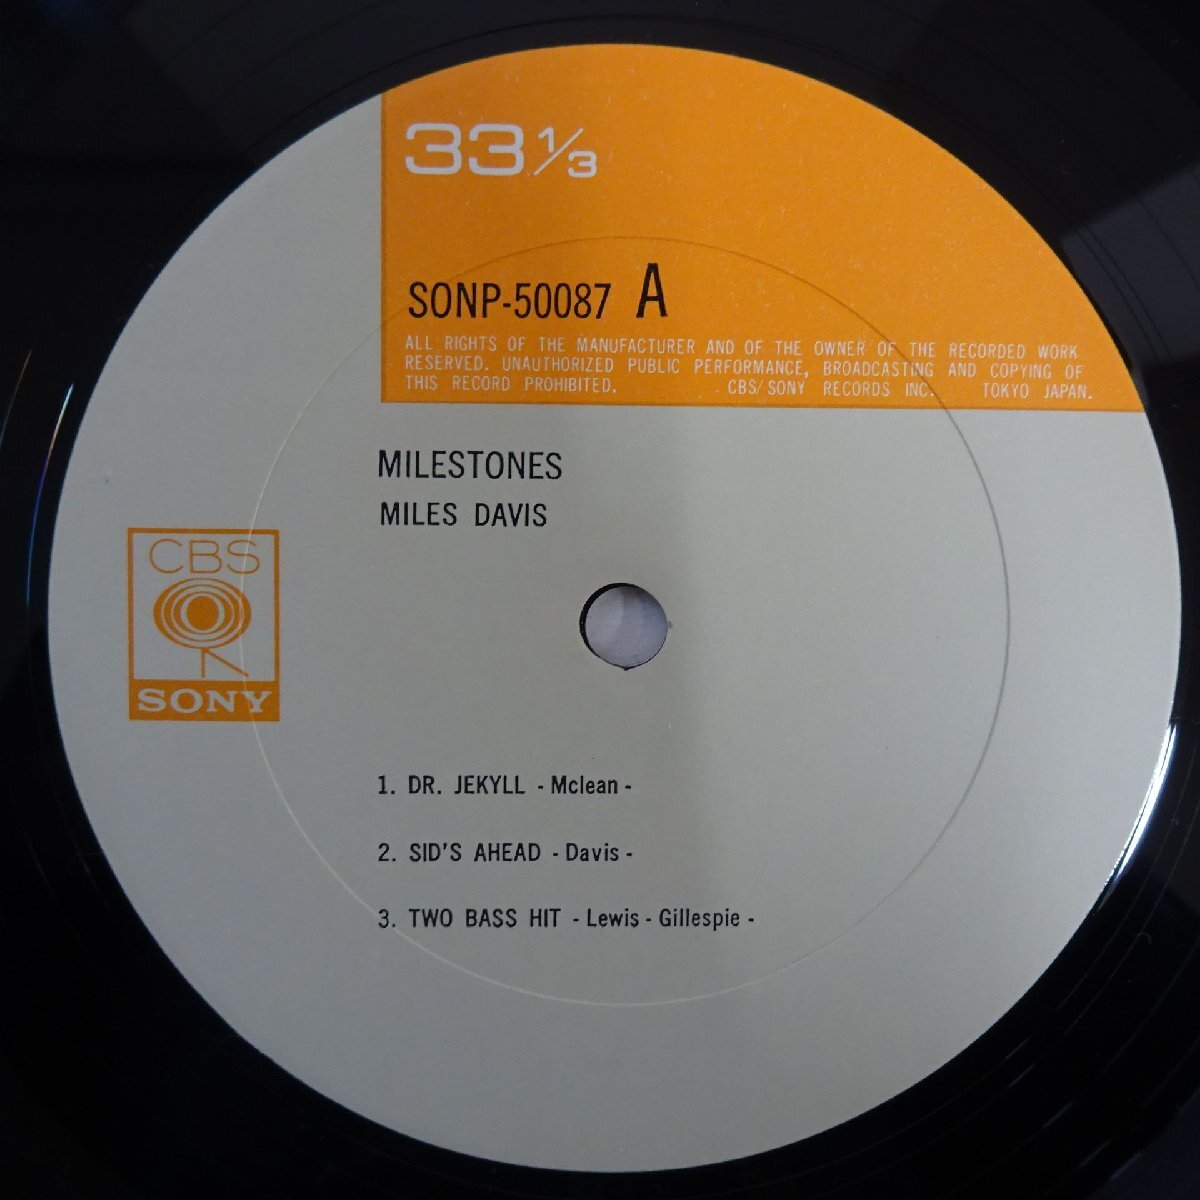 33 1/3
SONP-50087 A
ALL RIGHTS OF THE MANUFACTURER AND OF THE OWNER OF THE RECORDED WORK
RESERVED. UNAUTHORIZED PUBLIC PERFORMANCE, BROADCASTING AND COPYING OF
THIS RECORD PROHIBITED. CBS/SONY RECORDS INC. TOKYO JAPAN.
MILESTONES
MILES DAVIS
CBS
SONY
1. DR. JEKYLL - Mclean -
2. SID'S AHEAD - Davis -
3. TWO BASS HIT - Lewis - Gillespie -